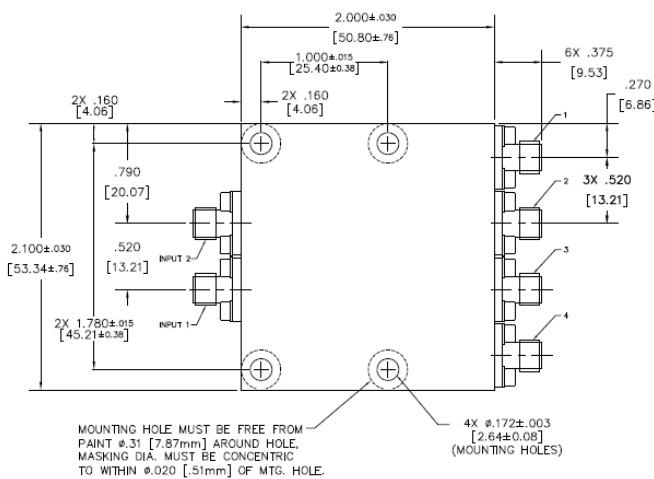 2.000±.030
[50.80±.76]
1.000±.015
[25.40±0.38]
6X .375
[9.53]
.270
[6.86]
2X .160
[4.06]
2X .160
[4.06]
1
.790
[20.07]
2
3X .520
[13.21]
2.100±.030
[53.34±.76]
.520
[13.21]
INPUT 2
3
2X 1.780±.015
[45.21±0.38]
INPUT 1
4
MOUNTING HOLE MUST BE FREE FROM
PAINT ø.31 [7.87mm] AROUND HOLE,
MASKING DIA. MUST BE CONCENTRIC
TO WITHIN ø.020 [.51mm] OF MTG. HOLE.
4X ø.172±.003
[2.64±0.08]
(MOUNTING HOLES)